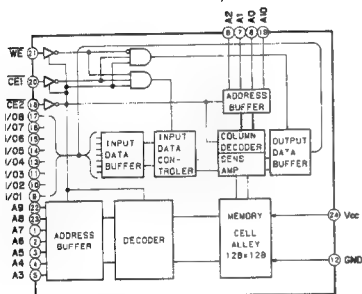 A2 A1 A0 A10
6 7 8 19
WE 21
CE1 20
CE2 18
I/O8 17
I/O7 16
I/O6 15
I/O5 14
I/O4 13
I/O3 11
I/O2 10
I/O1 9
A9 22
A8 23
A7 1
A6 2
A5 3
A4 4
A3 5
ADDRESS
BUFFER
INPUT
DATA
BUFFER
INPUT
DATA
CON-
TROLER
COLUMN
DECODER
SENS
AMP
OUTPUT
DATA
BUFFER
ADDRESS
BUFFER
DECODER
MEMORY
CELL
ALLEY
128×128
24 Vcc
12 GND